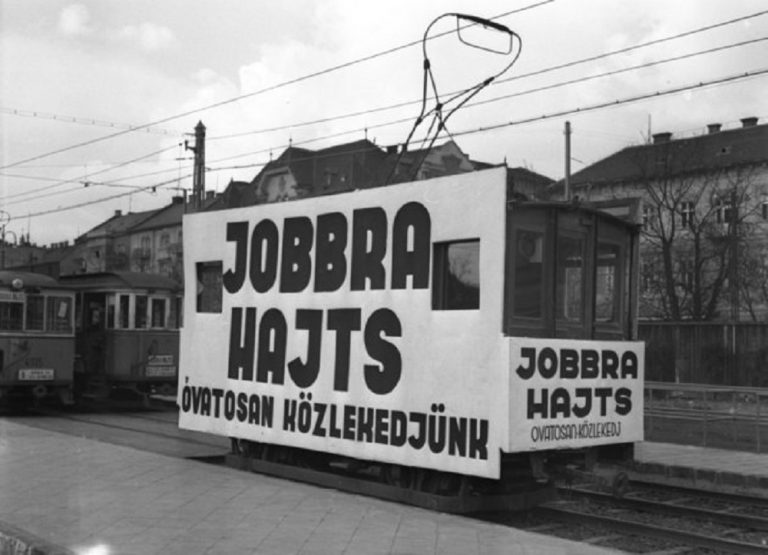 JOBBRA
HAJTS
ÓVATOSAN KÖZLEKEDJÜNK
JOBBRA
HAJTS
ÓVATOSAN KÖZLEKEDJ